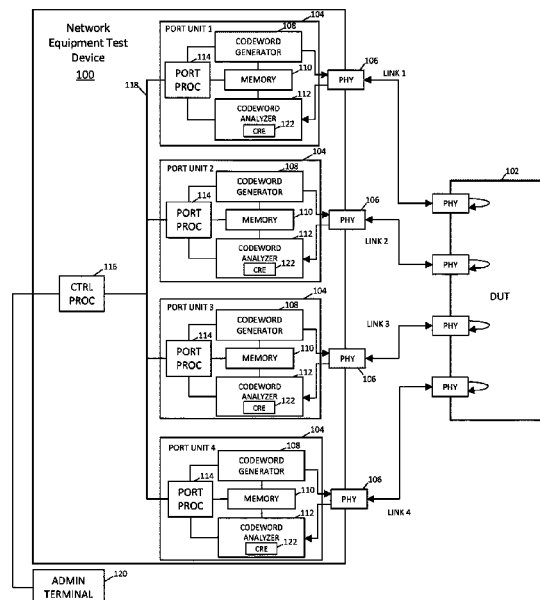 Network
Equipment Test
Device
100
118
PORT UNIT 1
104
108
CODEWORD
GENERATOR
114
PORT
PROC
110
MEMORY
112
CODEWORD
ANALYZER
122
CRE
106
PHY
LINK 1
PORT UNIT 2
104
108
CODEWORD
GENERATOR
114
PORT
PROC
110
MEMORY
112
CODEWORD
ANALYZER
122
CRE
106
PHY
LINK 2
102
PHY
PHY
DUT
PHY
PHY
116
CTRL
PROC
PORT UNIT 3
104
108
CODEWORD
GENERATOR
114
PORT
PROC
110
MEMORY
112
CODEWORD
ANALYZER
122
CRE
PHY
106
LINK 3
PORT UNIT 4
104
108
CODEWORD
GENERATOR
114
PORT
PROC
110
MEMORY
112
CODEWORD
ANALYZER
122
CRE
106
PHY
LINK 4
120
ADMIN
TERMINAL